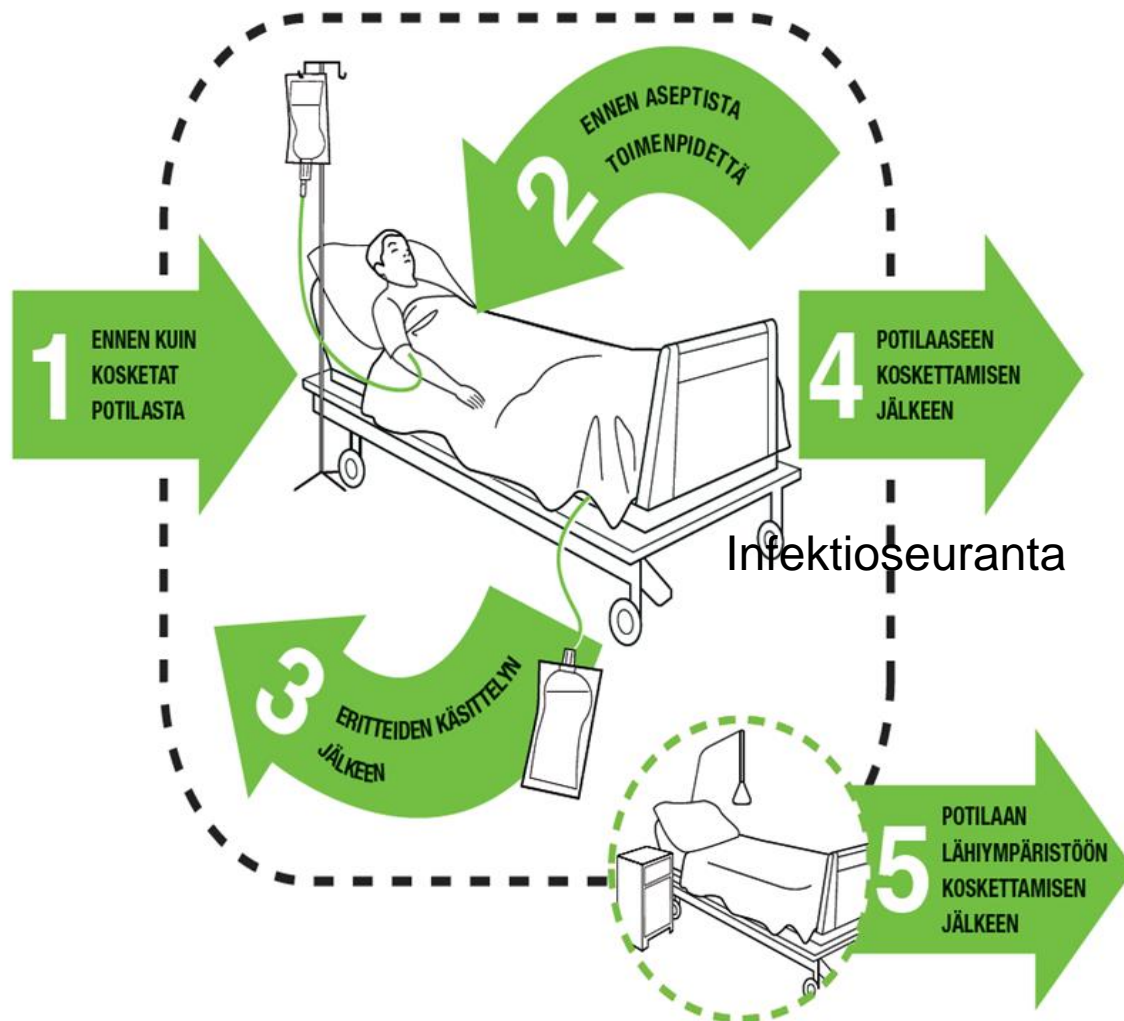 1
ENNEN KUIN
KOSKETAT
POTILASTA
2
ENNEN ASEPTISTA
TOIMENPIDETTÄ
3
ERITTEIDEN KÄSITTELYN
JÄLKEEN
4
POTILAASEEN
KOSKETTAMISEN
JÄLKEEN
Infektioseuranta
5
POTILAAN
LÄHIYMPÄRISTÖÖN
KOSKETTAMISEN
JÄLKEEN